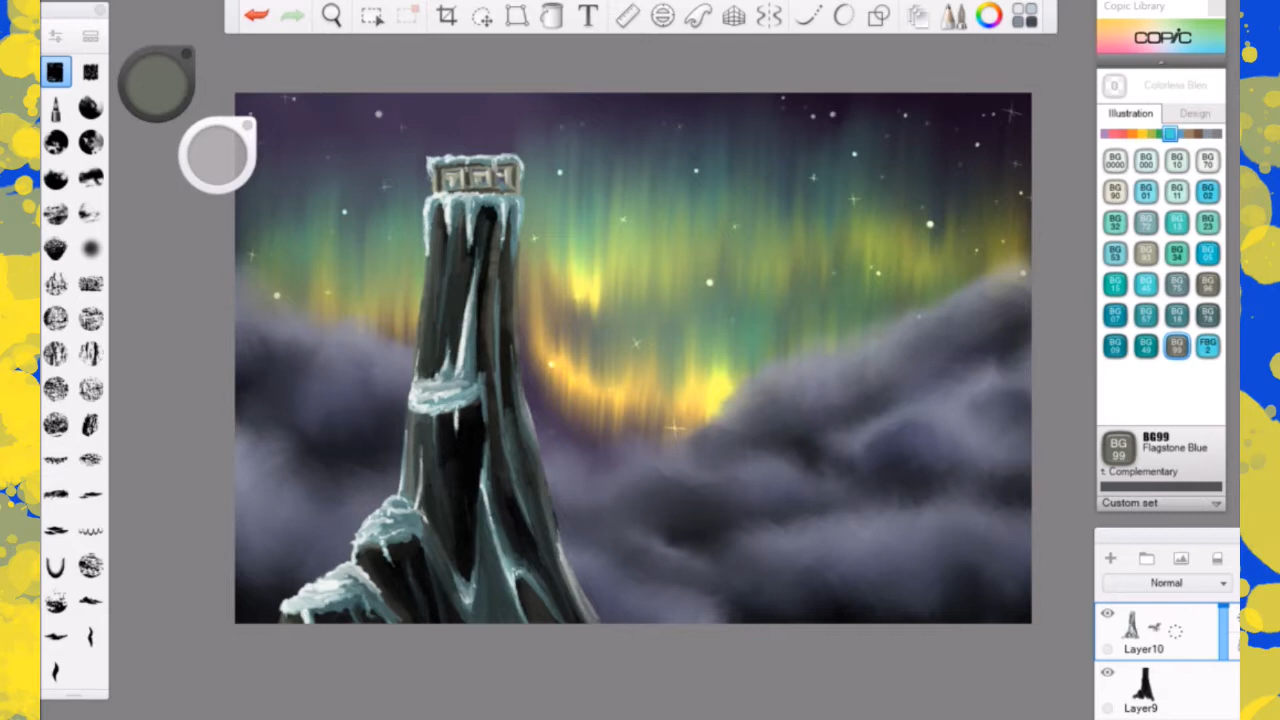 T
Copic Library
COPIC
0 Colorless Blen
Illustration Design
BG 0000 BG 000 BG 10 BG 70
BG 90 BG 01 BG 11 BG 02
BG 32 BG 72 BG 13 BG 23
BG 53 BG 93 BG 34 BG 05
BG 15 BG 45 BG 75 BG 96
BG 07 BG 57 BG 18 BG 78
BG 09 BG 49 BG 99 FBG 2
BG 99
BG99
Flagstone Blue
1. Complementary
Custom set
Normal
Layer10
Layer9